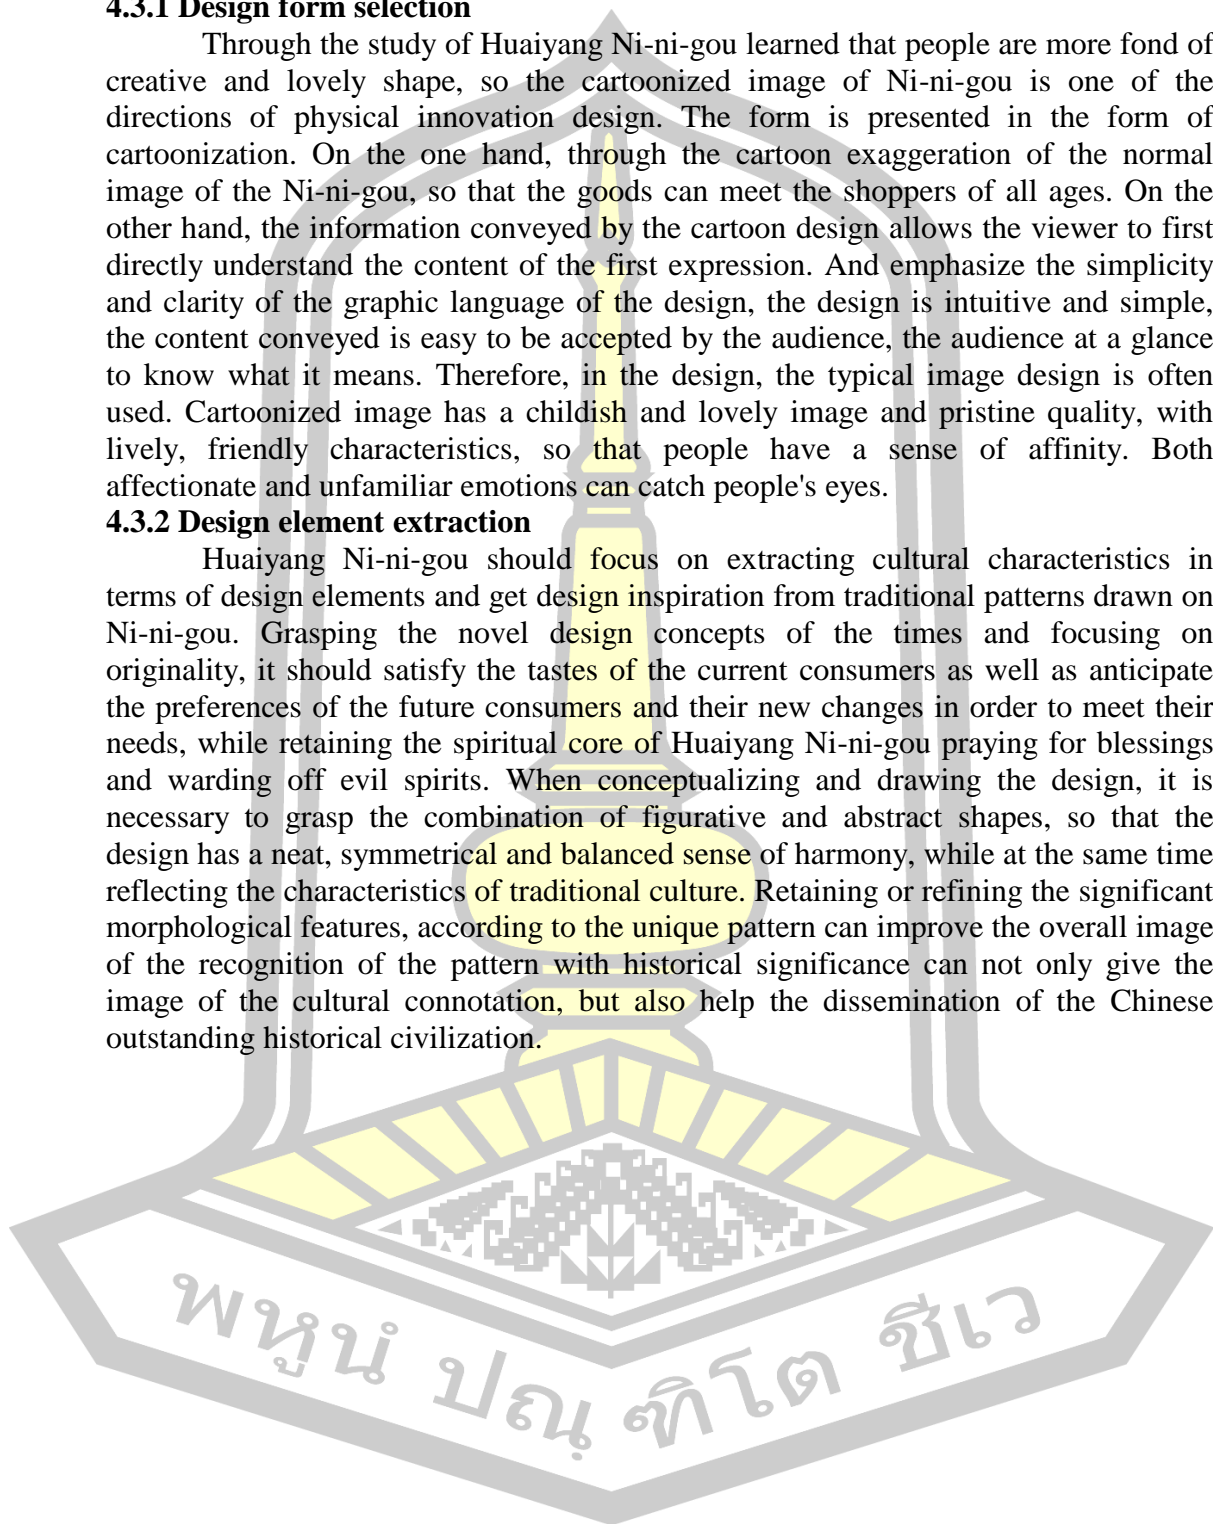 4.3.1 Design form selection
Through the study of Huaiyang Ni-ni-gou learned that people are more fond of
creative and lovely shape, so the cartoonized image of Ni-ni-gou is one of the
directions of physical innovation design. The form is presented in the form of
cartoonization. On the one hand, through the cartoon exaggeration of the normal
image of the Ni-ni-gou, so that the goods can meet the shoppers of all ages. On the
other hand, the information conveyed by the cartoon design allows the viewer to first
directly understand the content of the first expression. And emphasize the simplicity
and clarity of the graphic language of the design, the design is intuitive and simple,
the content conveyed is easy to be accepted by the audience, the audience at a glance
to know what it means. Therefore, in the design, the typical image design is often
used. Cartoonized image has a childish and lovely image and pristine quality, with
lively, friendly characteristics, so that people have a sense of affinity. Both
affectionate and unfamiliar emotions can catch people's eyes.
4.3.2 Design element extraction
Huaiyang Ni-ni-gou should focus on extracting cultural characteristics in
terms of design elements and get design inspiration from traditional patterns drawn on
Ni-ni-gou. Grasping the novel design concepts of the times and focusing on
originality, it should satisfy the tastes of the current consumers as well as anticipate
the preferences of the future consumers and their new changes in order to meet their
needs, while retaining the spiritual core of Huaiyang Ni-ni-gou praying for blessings
and warding off evil spirits. When conceptualizing and drawing the design, it is
necessary to grasp the combination of figurative and abstract shapes, so that the
design has a neat, symmetrical and balanced sense of harmony, while at the same time
reflecting the characteristics of traditional culture. Retaining or refining the significant
morphological features, according to the unique pattern can improve the overall image
of the recognition of the pattern with historical significance can not only give the
image of the cultural connotation, but also help the dissemination of the Chinese
outstanding historical civilization.
พหูนํ ปณฺฑิโต ชีเว